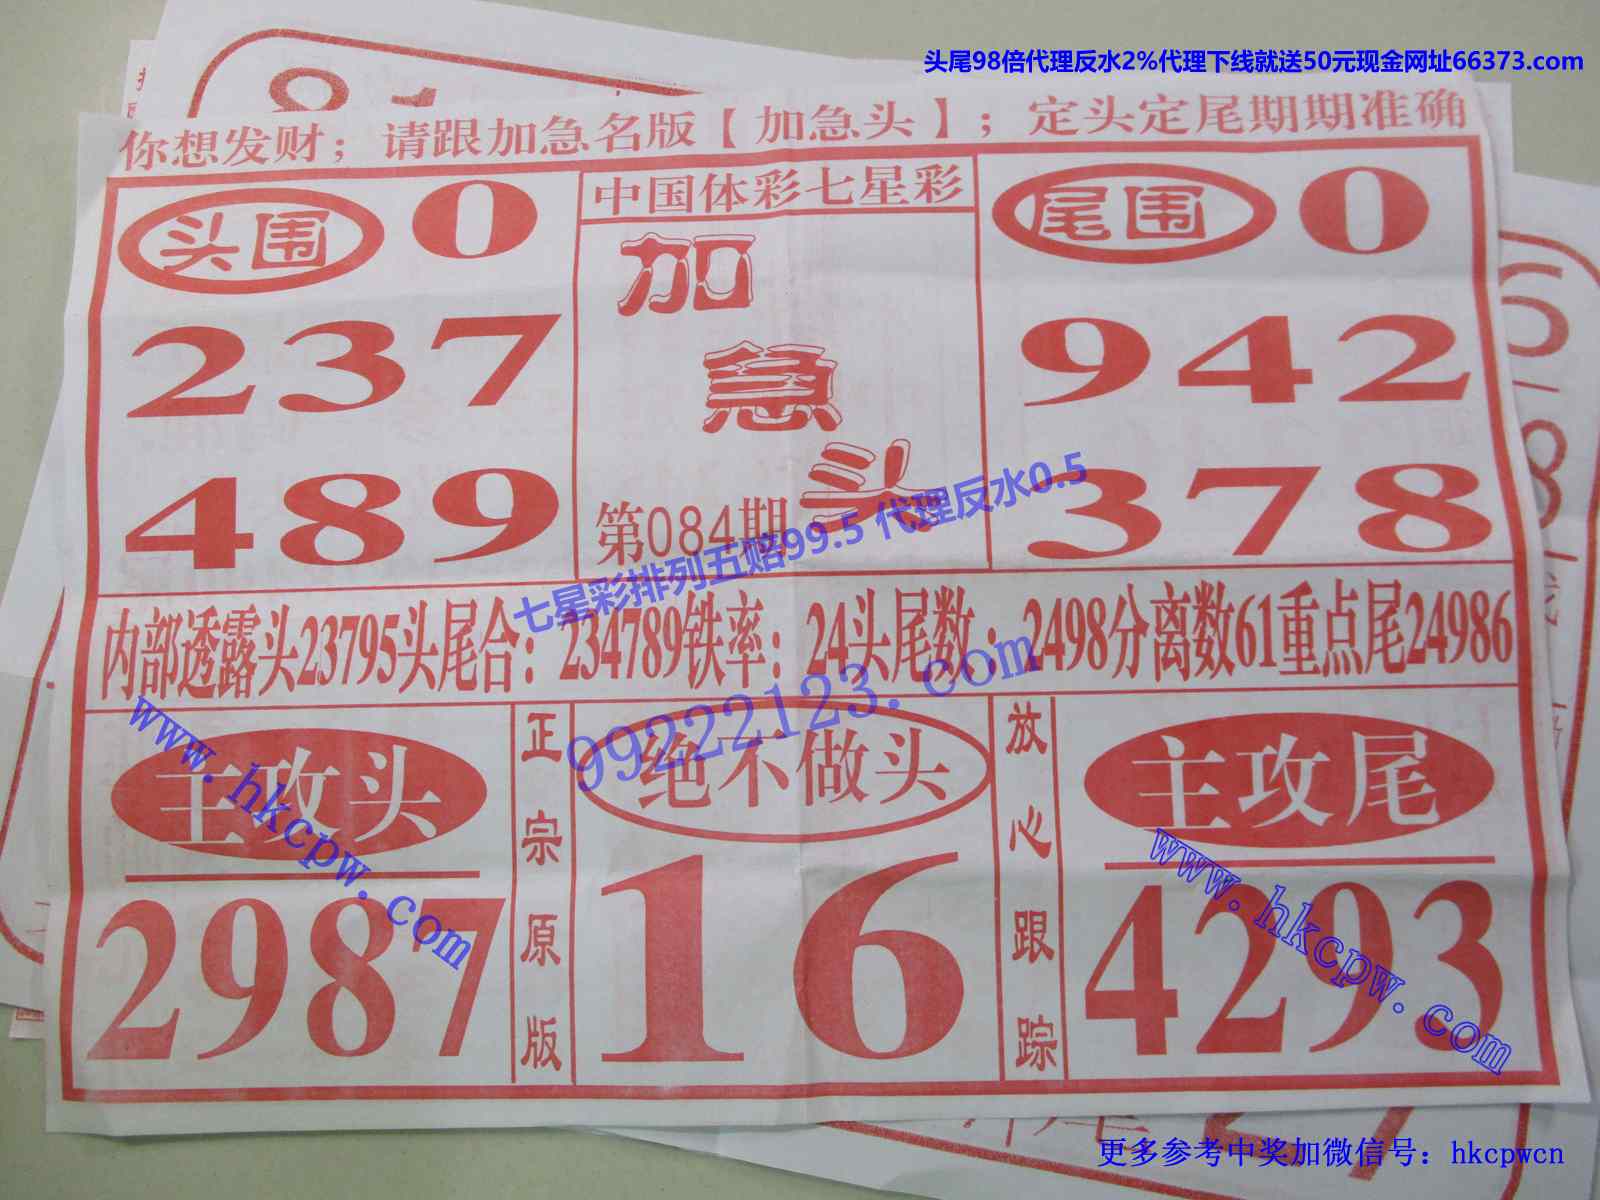 头尾98倍代理反水2%代理下线就送50元现金网址66373.com
你想发财；请跟加急名版【加急头】；定头定尾期期准确
头围 0
237
489
中国体彩七星彩
加
急
头
第084期
尾围 0
942
378
七星彩排列五赔99.5 代理反水0.5
内部透露头23795头尾合：234789铁率：24头尾数；2498分离数61重点尾24986
99222123.com
www.hkcpw.com
主攻头
2987
正宗原版
绝不做头
16
放心跟踪
主攻尾
4293
www.hkcpw.com
更多参考中奖加微信号：hkcpwcn